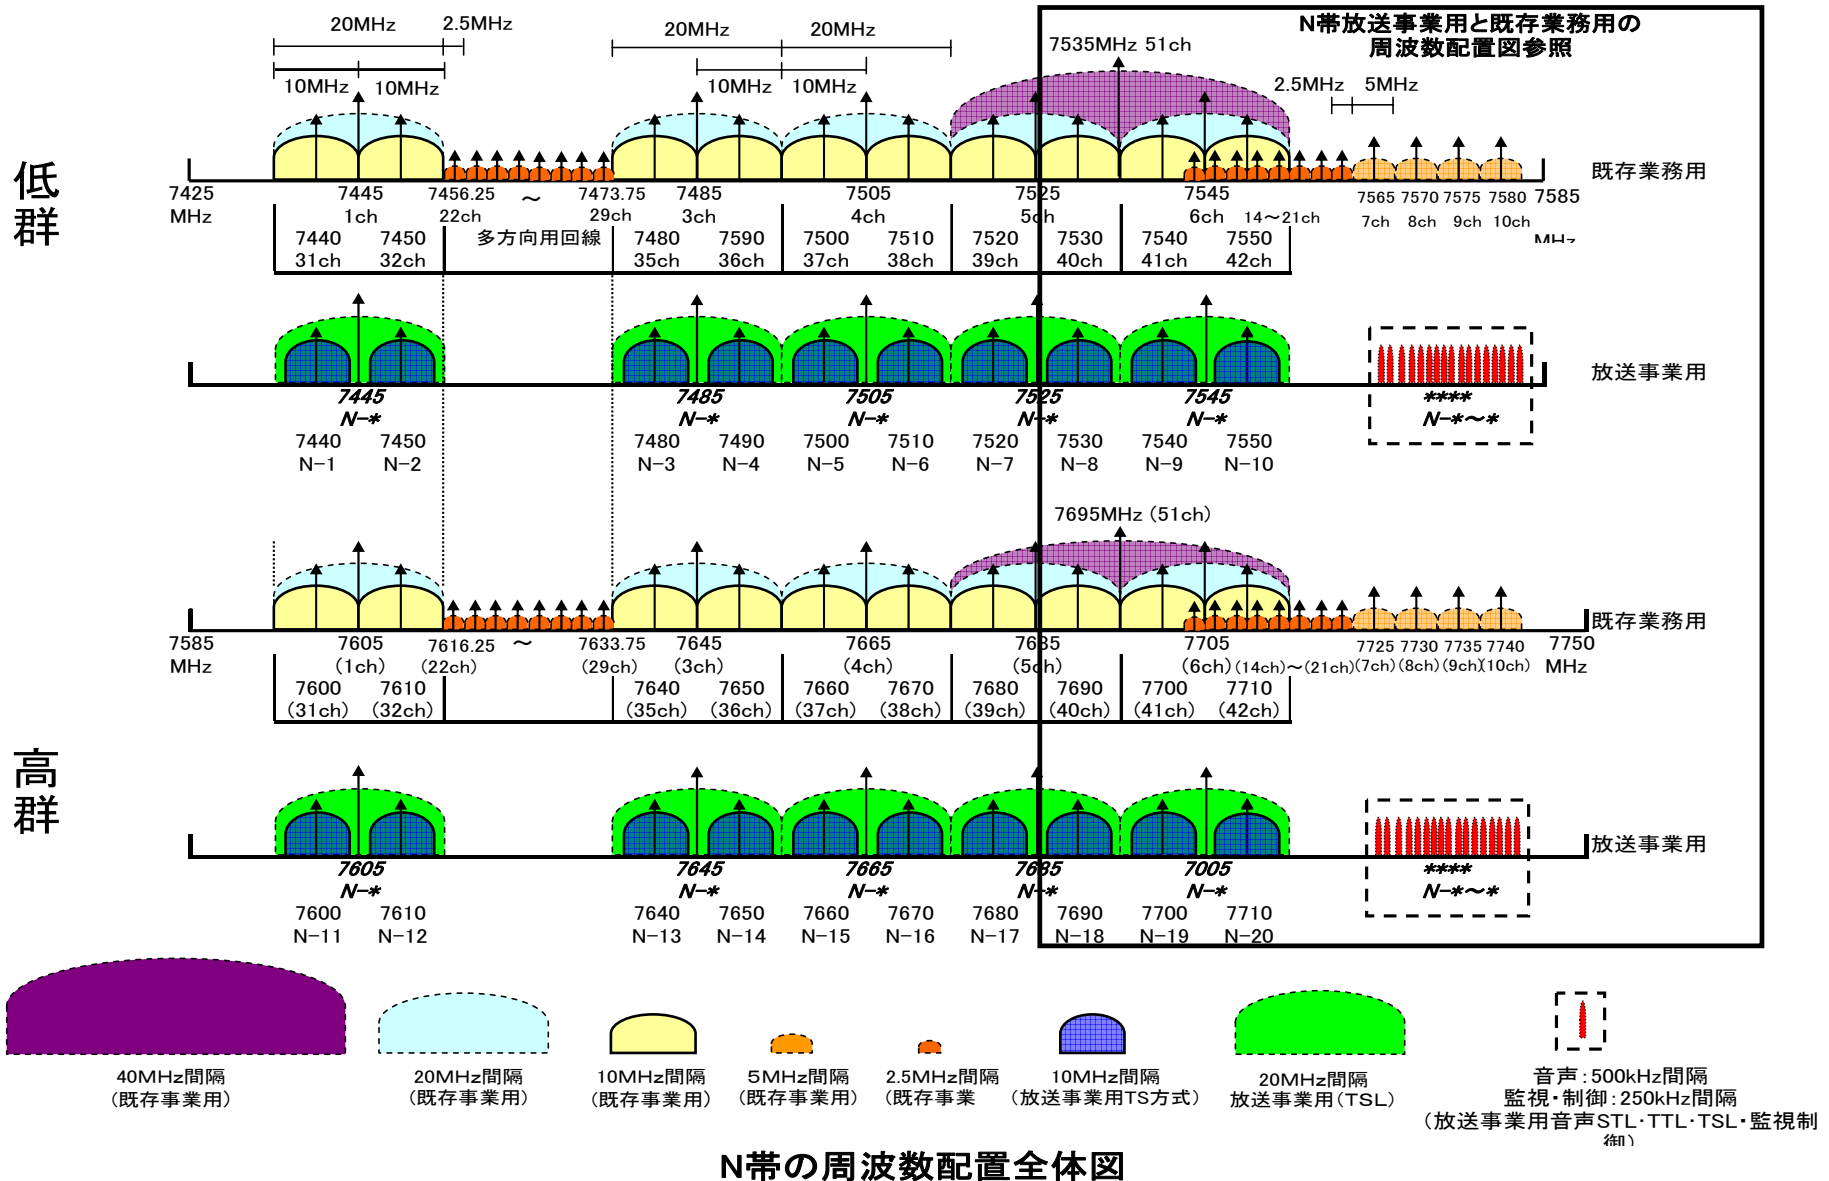 20MHz 2.5MHz 20MHz 20MHz
10MHz 10MHz 10MHz 10MHz
7535MHz 51ch
N帯放送事業用と既存業務用の
周波数配置図参照
2.5MHz 5MHz
低群
7425 7445 7456.25 ～ 7473.75 7485 7505 7525 7545 7565 7570 7575 7580 7585
MHz 1ch 22ch 29ch 3ch 4ch 5ch 6ch 14～21ch 7ch 8ch 9ch 10ch MHz
既存業務用
7440 7450 多方向用回線 7480 7590 7500 7510 7520 7530 7540 7550
31ch 32ch 35ch 36ch 37ch 38ch 39ch 40ch 41ch 42ch
放送事業用
7445 7485 7505 7525 7545 ****
N-* N-* N-* N-* N-* N-*～*
7440 7450 7480 7490 7500 7510 7520 7530 7540 7550
N-1 N-2 N-3 N-4 N-5 N-6 N-7 N-8 N-9 N-10
7695MHz (51ch)
高群
既存業務用
7585 7605 7616.25 ～ 7633.75 7645 7665 7685 7705 7725 7730 7735 7740 7750
MHz (1ch) (22ch) (29ch) (3ch) (4ch) (5ch) (6ch) (14ch)～(21ch) (7ch) (8ch) (9ch) (10ch) MHz
7600 7610 7640 7650 7660 7670 7680 7690 7700 7710
(31ch) (32ch) (35ch) (36ch) (37ch) (38ch) (39ch) (40ch) (41ch) (42ch)
放送事業用
7605 7645 7665 7685 7005 ****
N-* N-* N-* N-* N-* N-*～*
7600 7610 7640 7650 7660 7670 7680 7690 7700 7710
N-11 N-12 N-13 N-14 N-15 N-16 N-17 N-18 N-19 N-20
40MHz間隔
(既存事業用)
20MHz間隔
(既存事業用)
10MHz間隔
(既存事業用)
5MHz間隔
(既存事業用)
2.5MHz間隔
(既存事業
10MHz間隔
(放送事業用TS方式)
20MHz間隔
放送事業用(TSL)
音声：500kHz間隔
監視・制御：250kHz間隔
(放送事業用音声STL・TTL・TSL・監視制
御)
N帯の周波数配置全体図